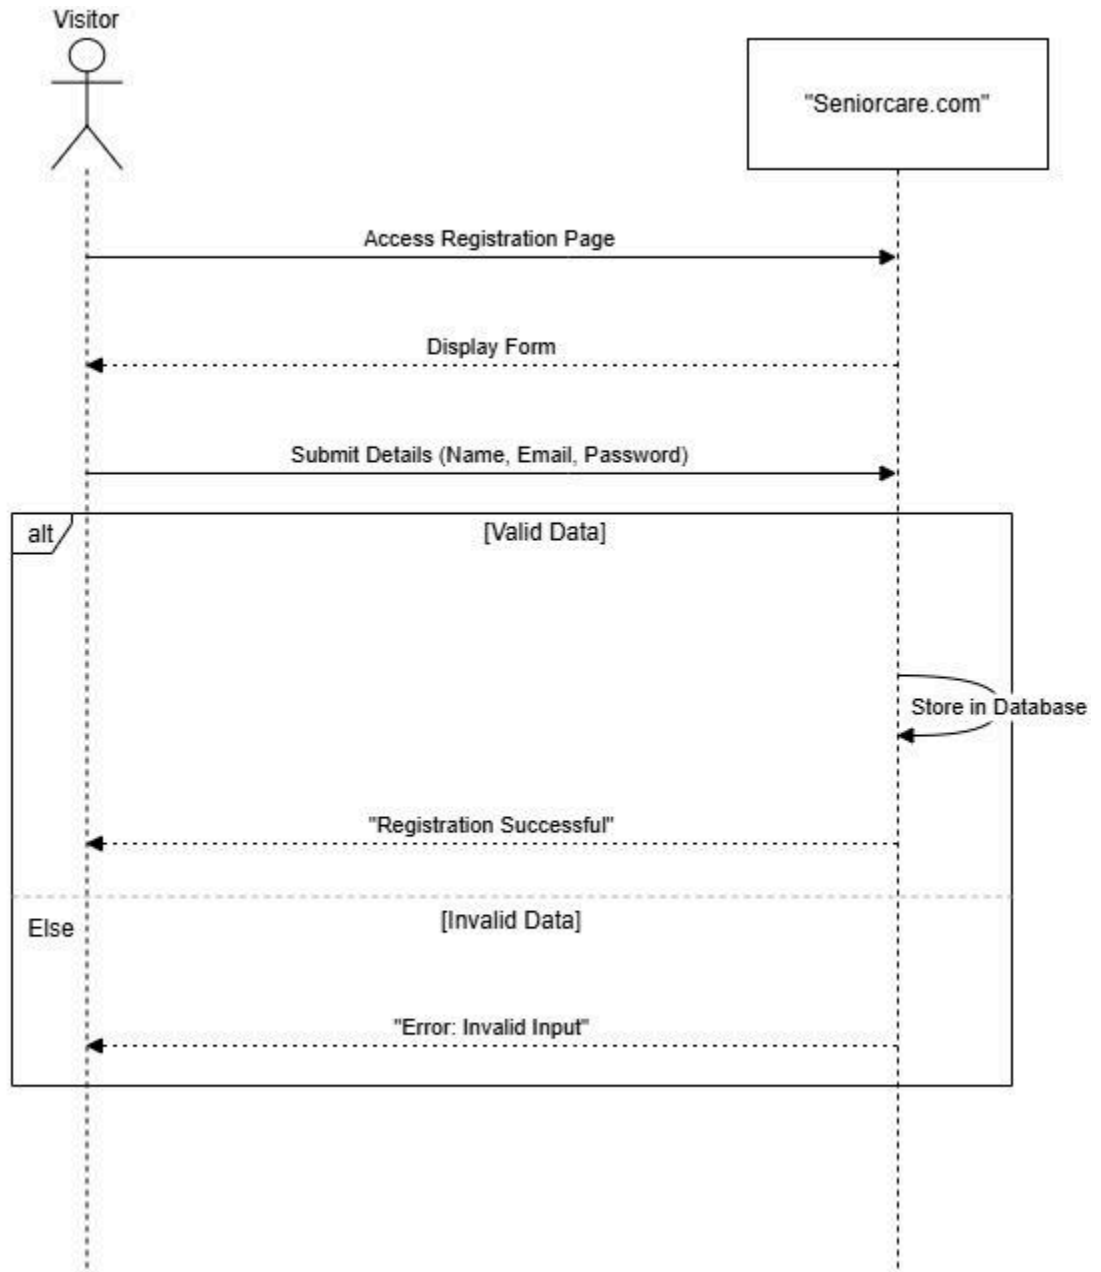 Visitor
"Seniorcare.com"
Access Registration Page
Display Form
Submit Details (Name, Email, Password)
alt
[Valid Data]
Store in Database
"Registration Successful"
Else
[Invalid Data]
"Error: Invalid Input"